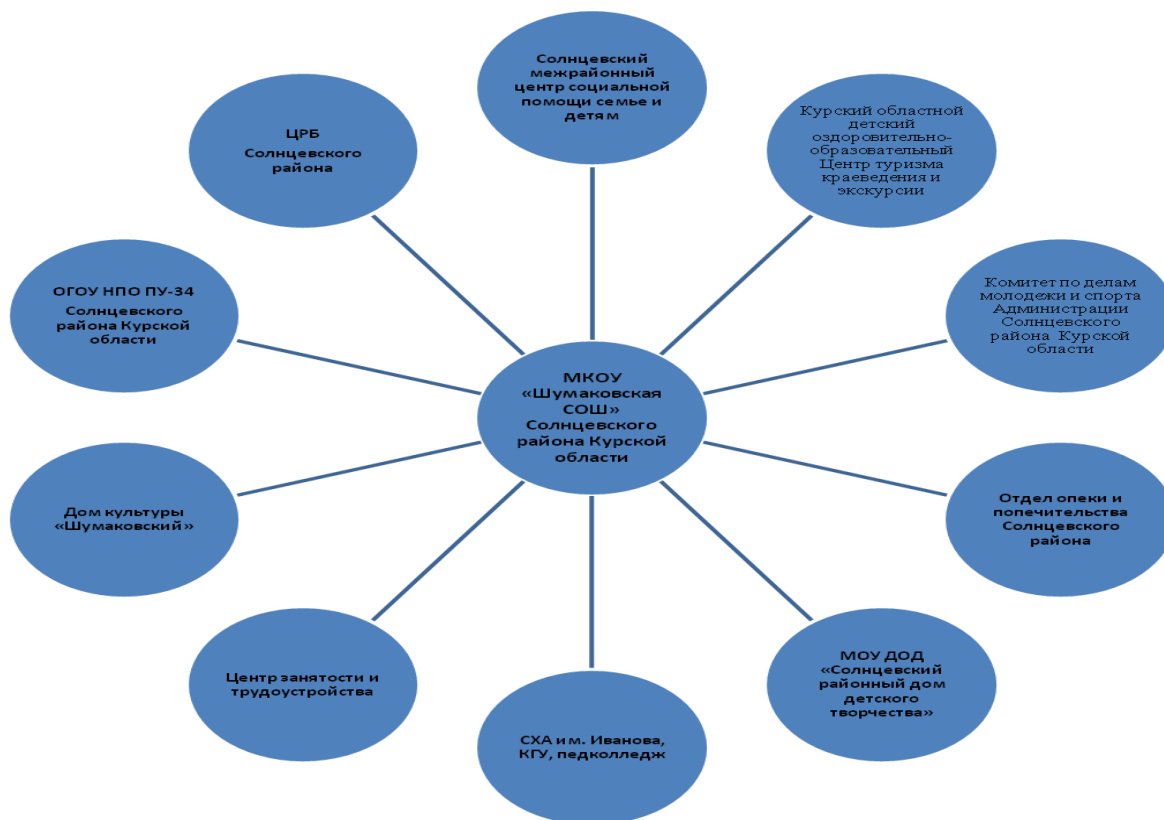 Солнцевский
межрайонный
центр социальной
помощи семье и
детям
Курский областной
детский
оздоровительно-
образовательный
Центр туризма
краеведения и
экскурсии
Комитет по делам
молодежи и спорта
Администрации
Солнцевского
района Курской
области
Отдел опеки и
попечительства
Солнцевского
района
МОУ ДОД
«Солнцевский
районный дом
детского
творчества»
СХА им. Иванова,
КГУ, педколледж
Центр занятости и
трудоустройства
Дом культуры
«Шумаковский»
ОГОУ НПО ПУ-34
Солнцевского
района Курской
области
ЦРБ
Солнцевского
района
МКОУ
«Шумаковская
СОШ»
Солнцевского
района Курской
области